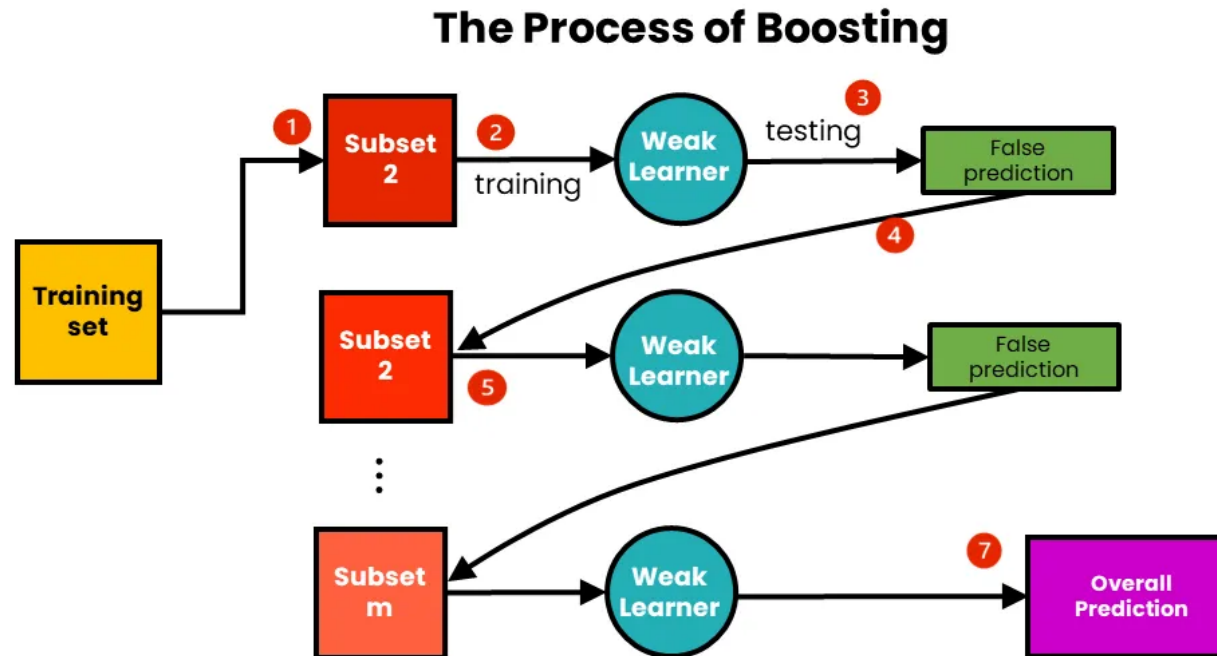 The Process of Boosting
1
Subset
2
2
training
Weak
Learner
testing
3
False
prediction
4
Training
set
Subset
2
5
Weak
Learner
False
prediction
Subset
m
Weak
Learner
7
Overall
Prediction